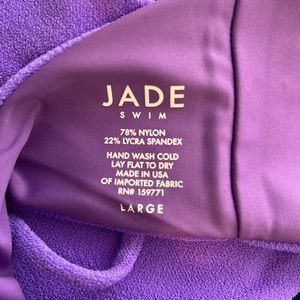 JADE
SWIM
78% NYLON
22% LYCRA SPANDEX
HAND WASH COLD
LAY FLAT TO DRY
MADE IN USA
OF IMPORTED FABRIC
RN# 159771
LARGE